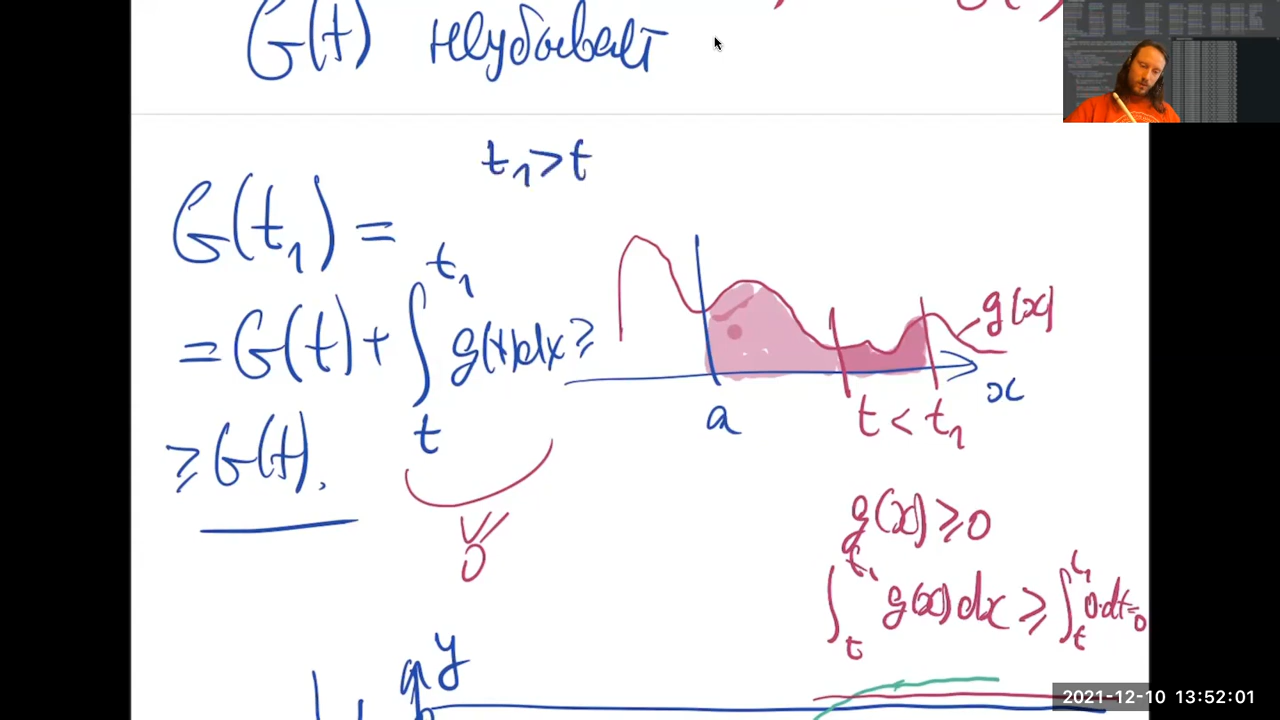 G(t) неубывает
t₁>t
G(t₁) =
= G(t) + ∫ₜ^t₁ g(x)dx ≥
≥ G(t).
0
g(x)
a
t < t₁
x
g(x) ≥ 0
∫ₜ^t₁ g(x)dx ≥ ∫ₜ^t₁ 0·dt=0
y
2021-12-10 13:52:01